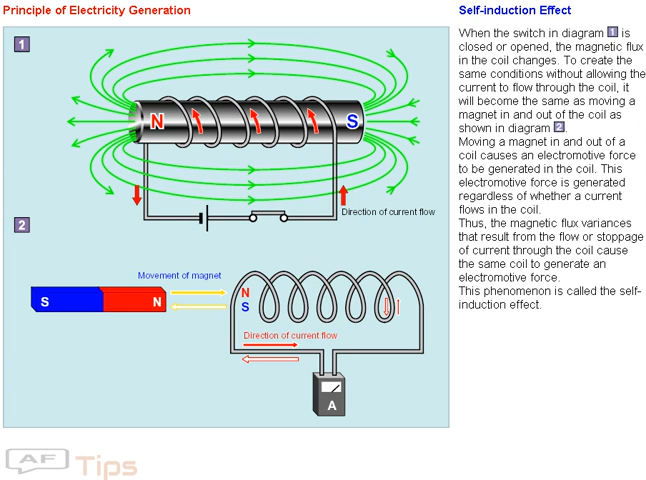 Principle of Electricity Generation
1
N
S
Direction of current flow
2
Movement of magnet
S
N
N
S
Direction of current flow
A
Self-induction Effect
When the switch in diagram 1 is
closed or opened, the magnetic flux
in the coil changes. To create the
same conditions without allowing the
current to flow through the coil, it
will become the same as moving a
magnet in and out of the coil as
shown in diagram 2.
Moving a magnet in and out of a
coil causes an electromotive force
to be generated in the coil. This
electromotive force is generated
regardless of whether a current
flows in the coil.
Thus, the magnetic flux variances
that result from the flow or stoppage
of current through the coil cause
the same coil to generate an
electromotive force.
This phenomenon is called the self-
induction effect.
AF
Tips